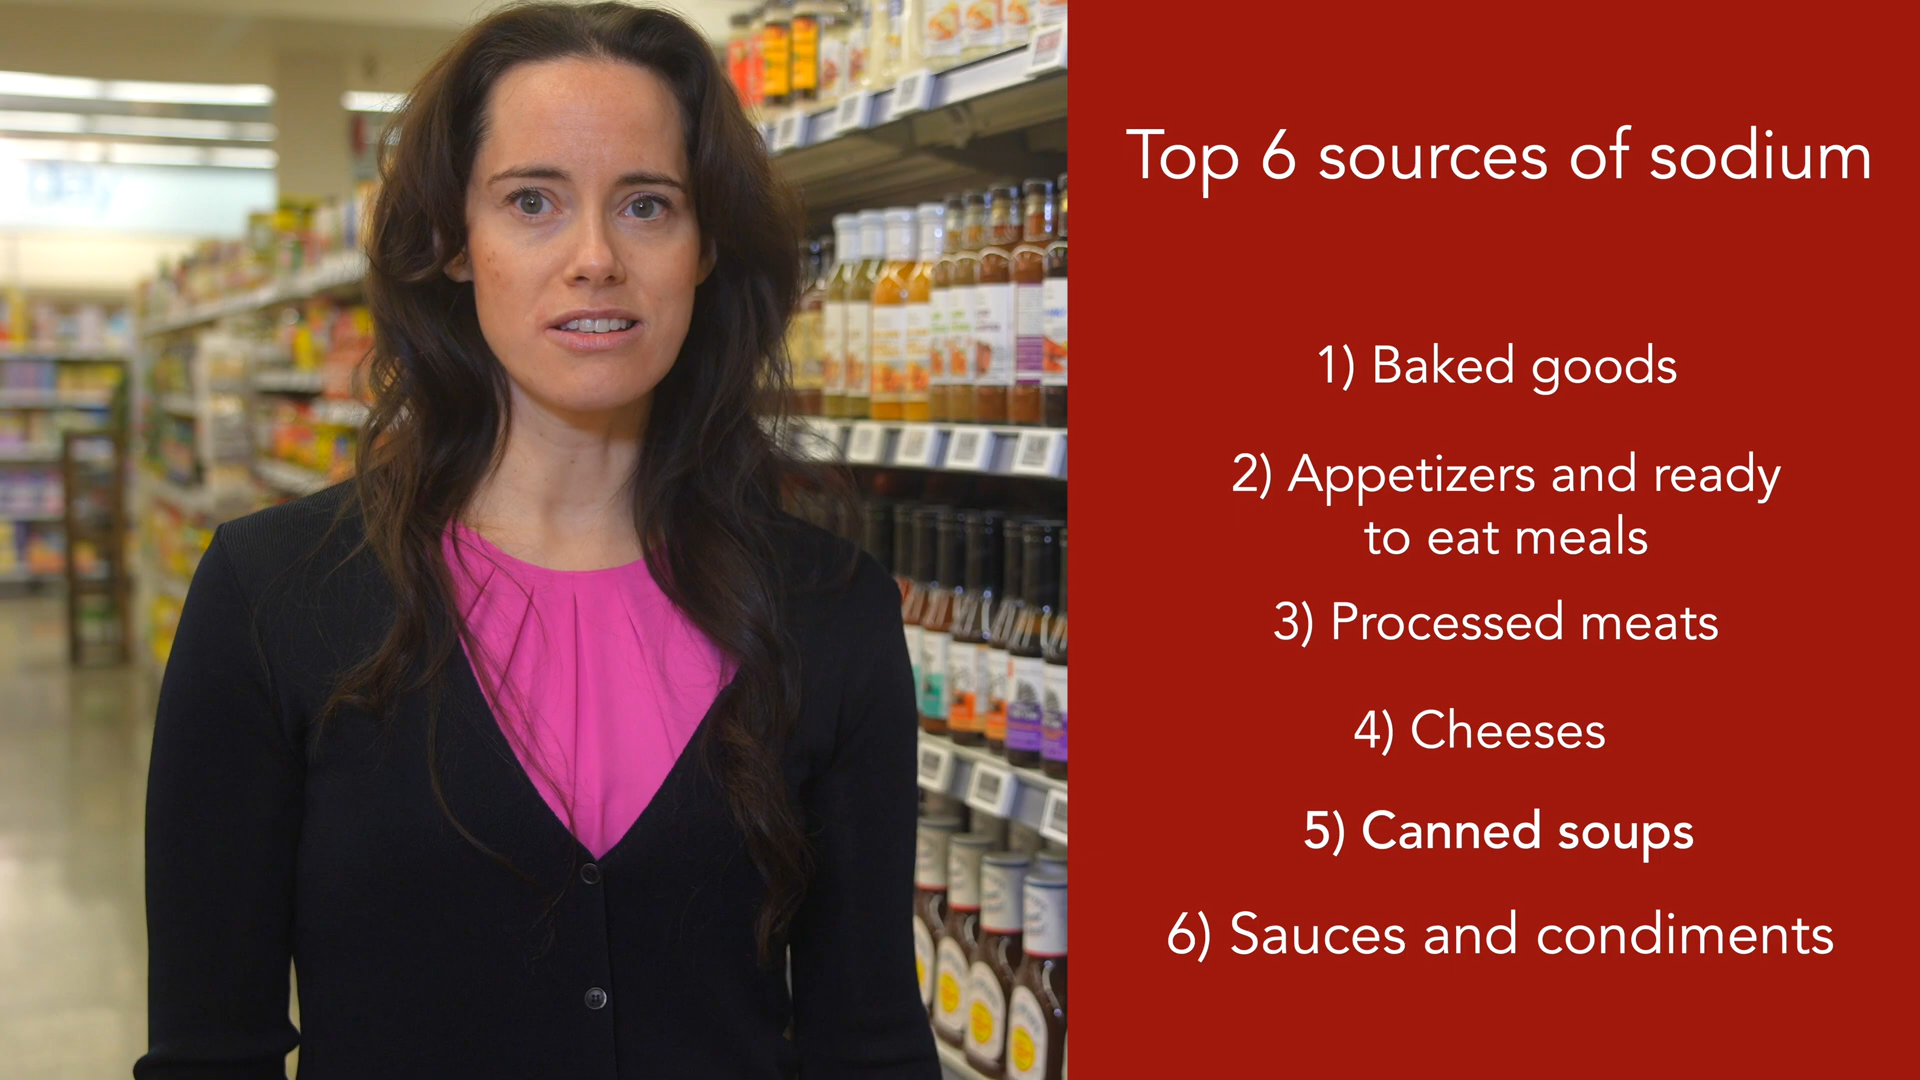 Top 6 sources of sodium
1) Baked goods
2) Appetizers and ready
to eat meals
3) Processed meats
4) Cheeses
5) Canned soups
6) Sauces and condiments